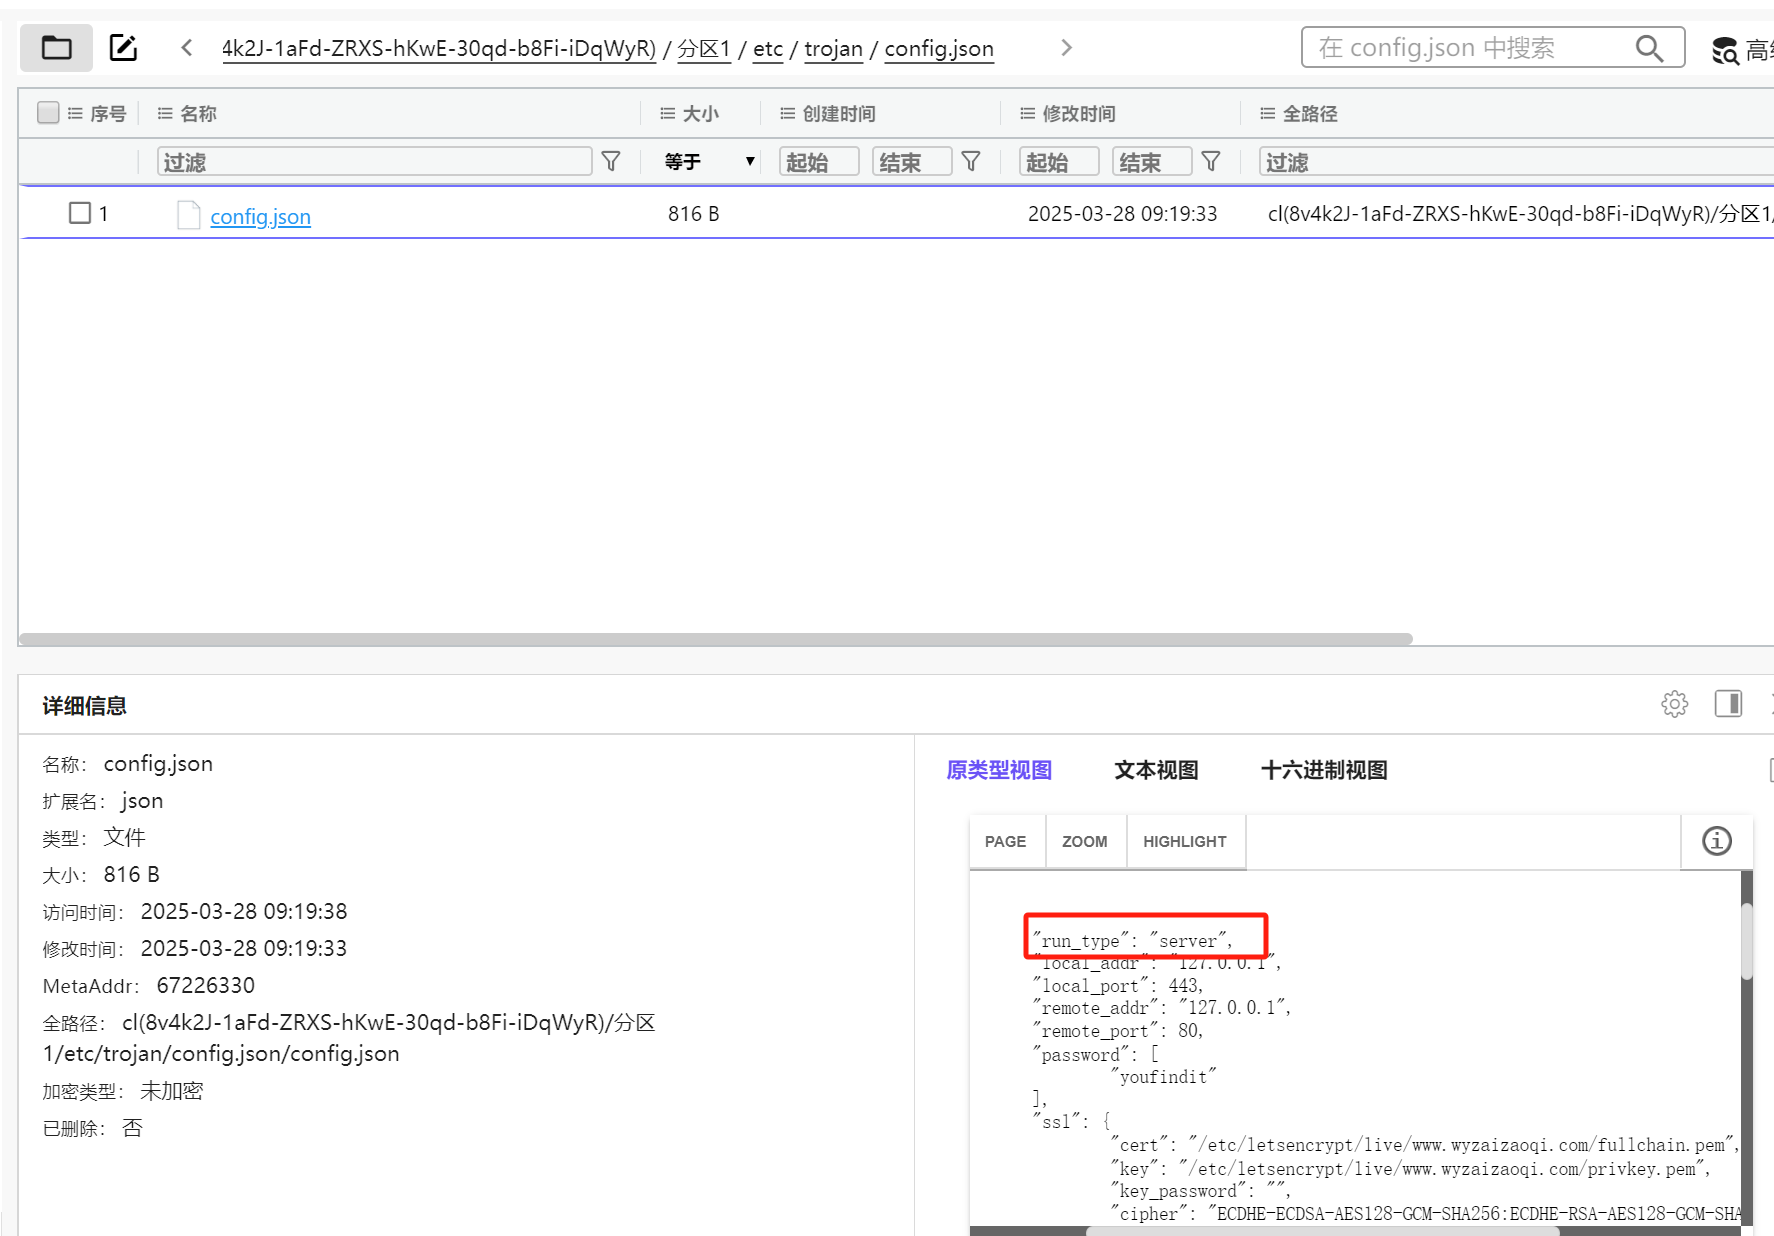 4k2J-1aFd-ZRXS-hKwE-30qd-b8Fi-iDqWyR) / 分区1 / etc / trojan / config.json
在 config.json 中搜索
序号 名称 大小 创建时间 修改时间 全路径
过滤 等于 起始 结束 起始 结束 过滤
1 config.json 816 B 2025-03-28 09:19:33 cl(8v4k2J-1aFd-ZRXS-hKwE-30qd-b8Fi-iDqWyR)/分区1/
详细信息
名称: config.json
扩展名: json
类型: 文件
大小: 816 B
访问时间: 2025-03-28 09:19:38
修改时间: 2025-03-28 09:19:33
MetaAddr: 67226330
全路径: cl(8v4k2J-1aFd-ZRXS-hKwE-30qd-b8Fi-iDqWyR)/分区
1/etc/trojan/config.json/config.json
加密类型: 未加密
已删除: 否
原类型视图 文本视图 十六进制视图
PAGE ZOOM HIGHLIGHT
"run_type": "server",
"local_addr": "127.0.0.1",
"local_port": 443,
"remote_addr": "127.0.0.1",
"remote_port": 80,
"password": [
"youfindit"
],
"ssl": {
"cert": "/etc/letsencrypt/live/www.wyzaizaoqi.com/fullchain.pem",
"key": "/etc/letsencrypt/live/www.wyzaizaoqi.com/privkey.pem",
"key_password": "",
"cipher": "ECDHE-ECDSA-AES128-GCM-SHA256:ECDHE-RSA-AES128-GCM-SHA